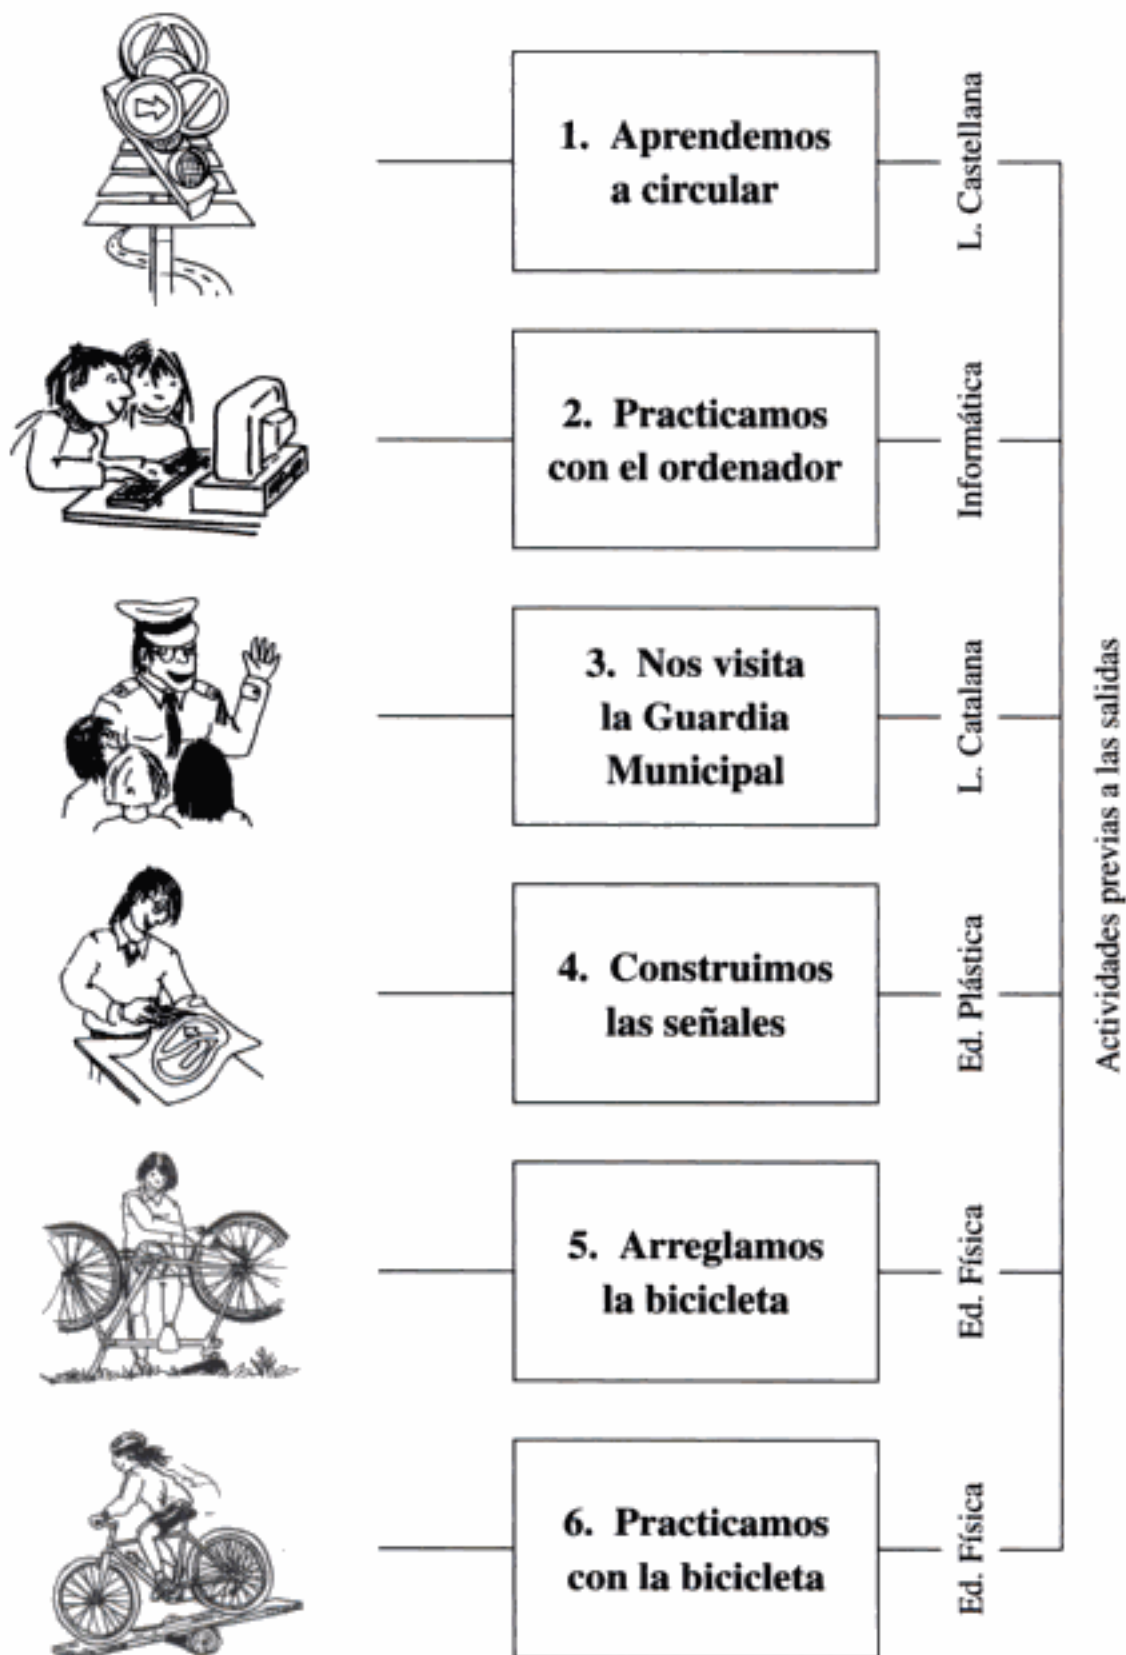 1. Aprendemos
a circular
L. Castellana
2. Practicamos
con el ordenador
Informática
3. Nos visita
la Guardia
Municipal
L. Catalana
4. Construimos
las señales
Ed. Plástica
5. Arreglamos
la bicicleta
Ed. Física
6. Practicamos
con la bicicleta
Ed. Física
Actividades previas a las salidas